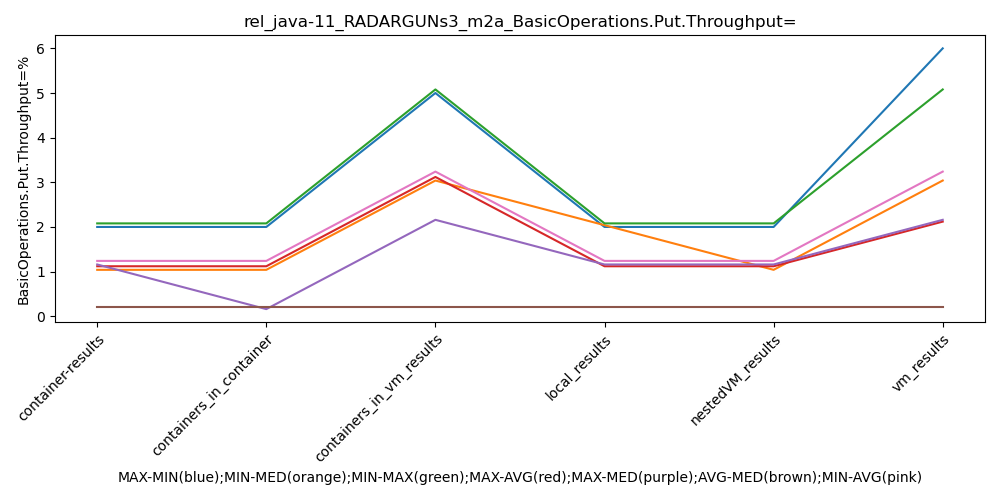 rel_java-11_RADARGUNs3_m2a_BasicOperations.Put.Throughput=
BasicOperations.Put.Throughput=%
6
5
4
3
2
1
0
container-results
containers_in_container
containers_in_vm_results
local_results
nestedVM_results
vm_results
MAX-MIN(blue);MIN-MED(orange);MIN-MAX(green);MAX-AVG(red);MAX-MED(purple);AVG-MED(brown);MIN-AVG(pink)